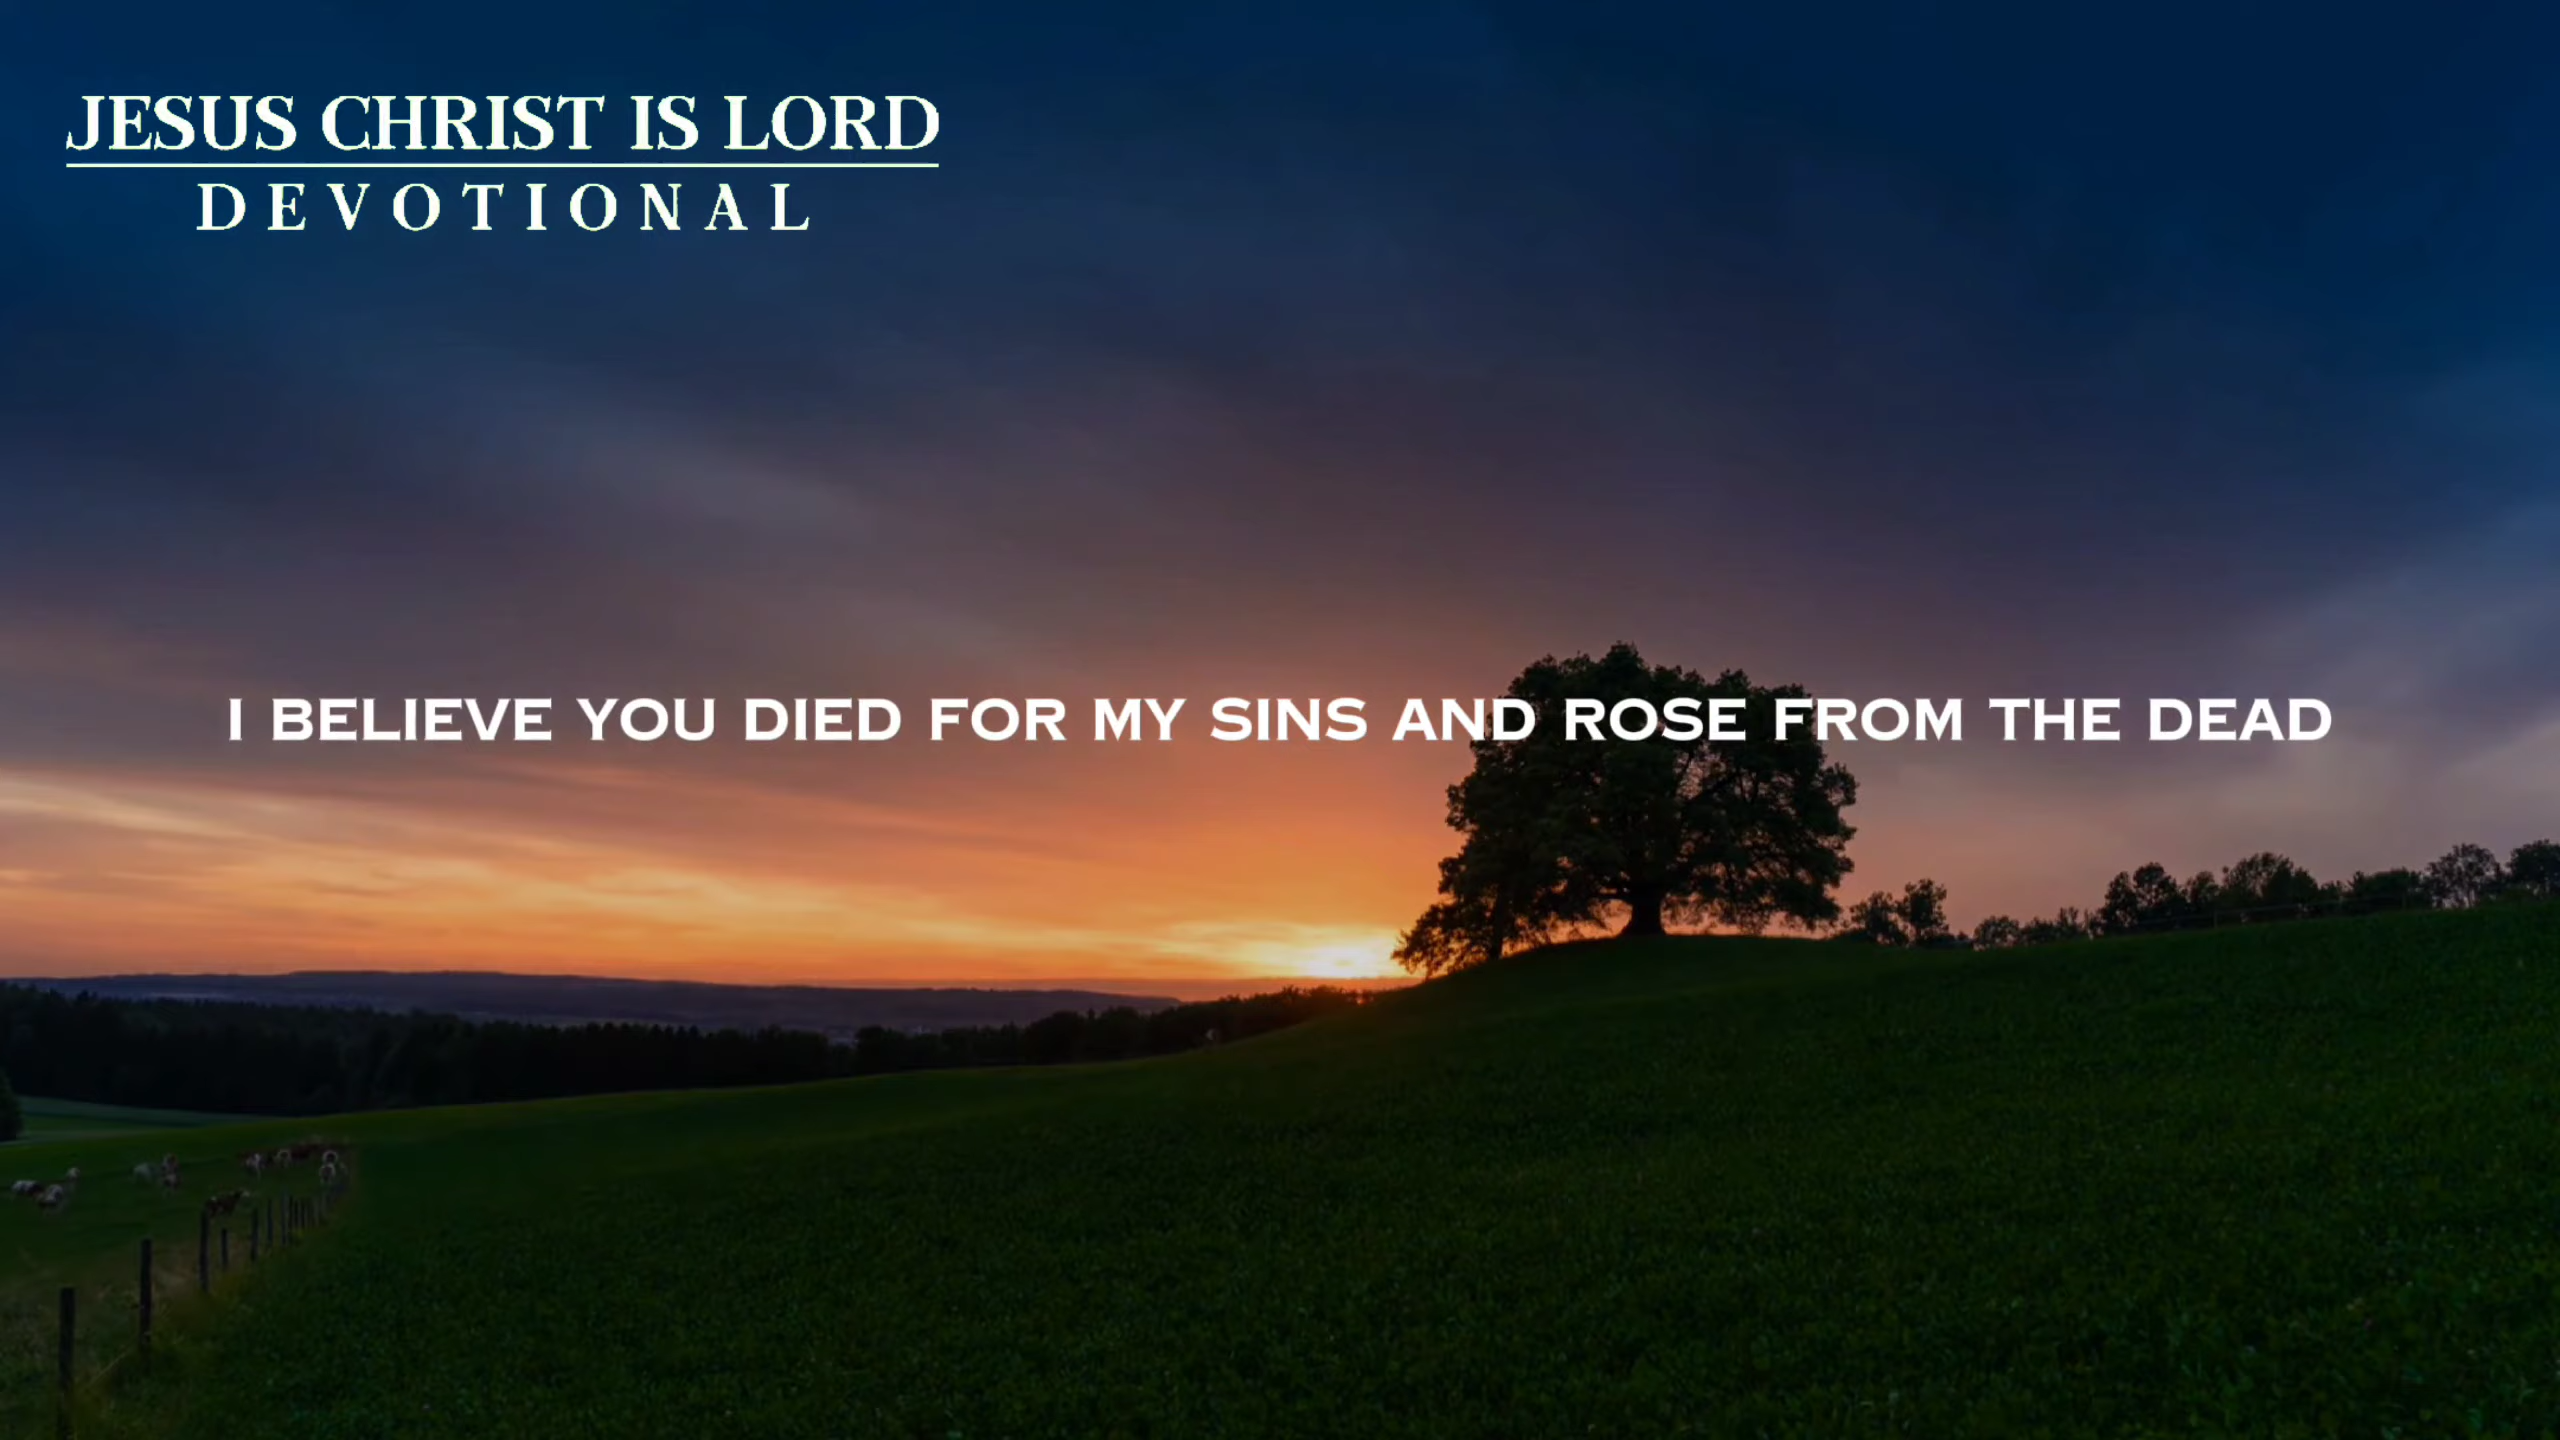 JESUS CHRIST IS LORD
DEVOTIONAL
I BELIEVE YOU DIED FOR MY SINS AND ROSE FROM THE DEAD